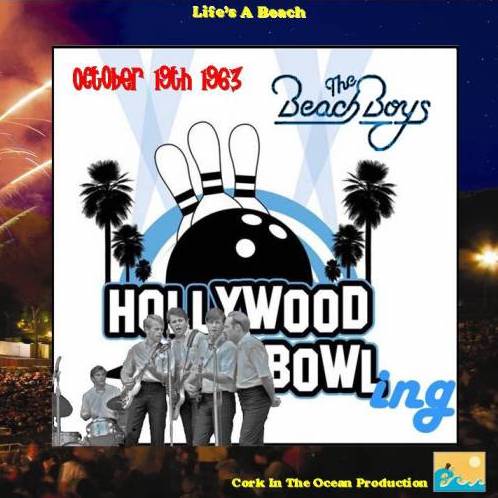 Life's A Beach
October 19th 1963
The
Beach Boys
HOLLYWOOD
BOWLing
Cork In The Ocean Production